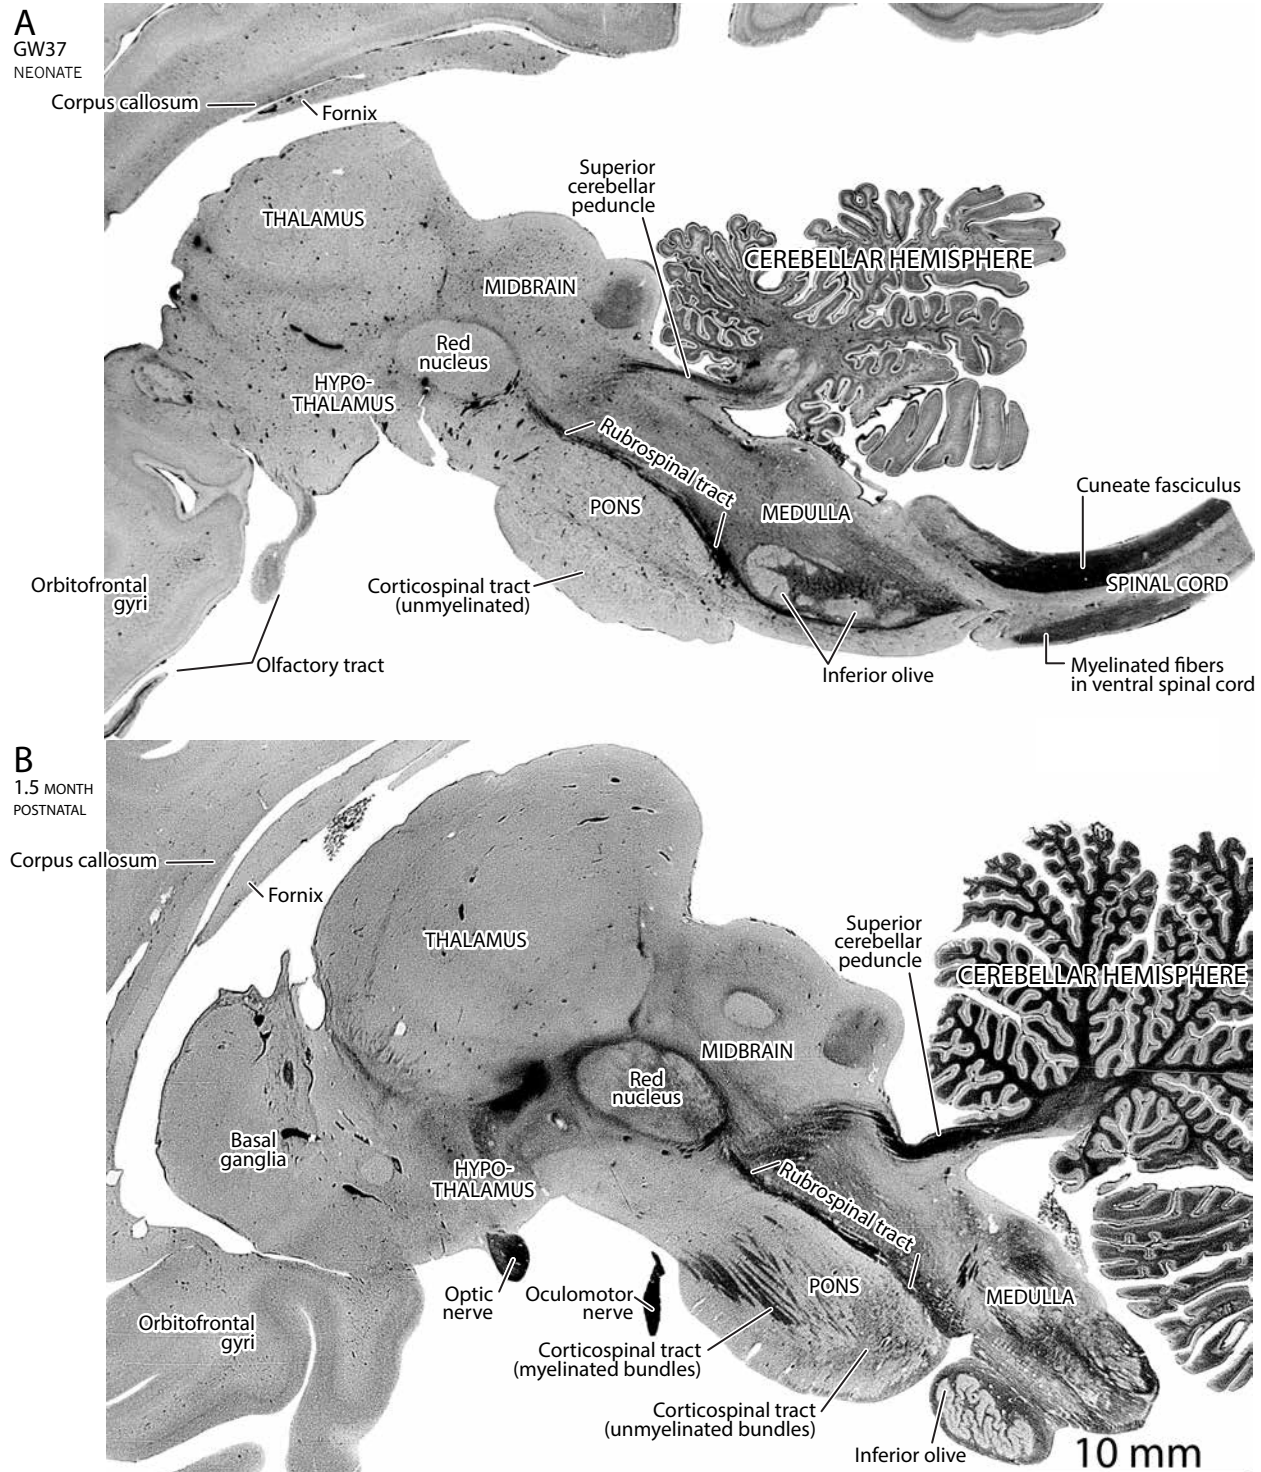 A
GW37
NEONATE
Corpus callosum
Fornix
Superior
cerebellar
peduncle
THALAMUS
CEREBELLAR HEMISPHERE
MIDBRAIN
Red
nucleus
HYPO-
THALAMUS
Rubrospinal tract
Cuneate fasciculus
PONS
MEDULLA
Orbitofrontal
gyri
Corticospinal tract
(unmyelinated)
SPINAL CORD
Olfactory tract
Inferior olive
Myelinated fibers
in ventral spinal cord
B
1.5 MONTH
POSTNATAL
Corpus callosum
Fornix
THALAMUS
Superior
cerebellar
peduncle
CEREBELLAR HEMISPHERE
MIDBRAIN
Red
nucleus
Basal
ganglia
HYPO-
THALAMUS
Rubrospinal tract
Optic
nerve
Oculomotor
nerve
PONS
MEDULLA
Orbitofrontal
gyri
Corticospinal tract
(myelinated bundles)
Corticospinal tract
(unmyelinated bundles)
Inferior olive
10 mm